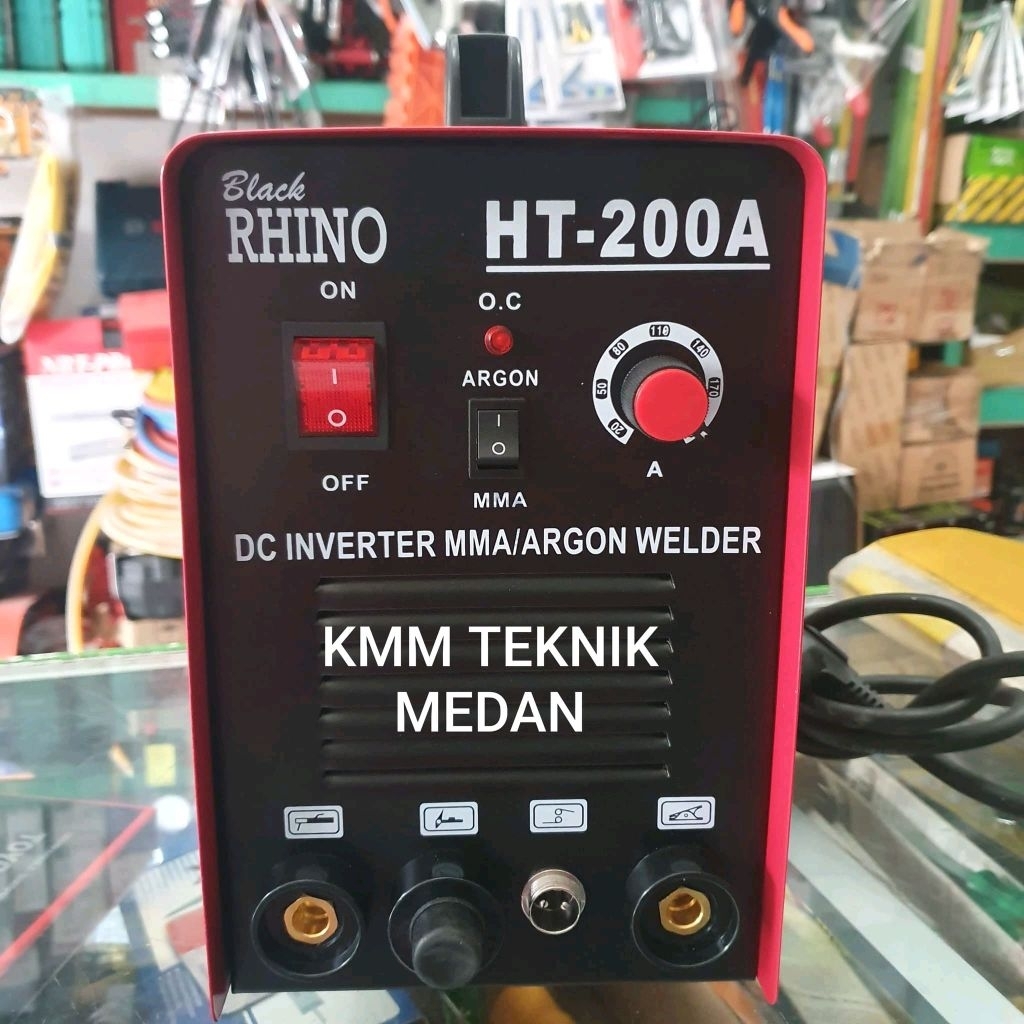 Black
RHINO
HT-200A
ON
O.C
I
O
ARGON
I
O
OFF
MMA
20
50
80
110
140
170
A
DC INVERTER MMA/ARGON WELDER
KMM TEKNIK
MEDAN